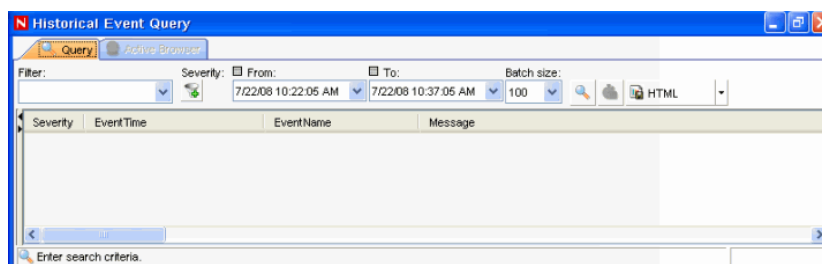 N Historical Event Query
Query Active Browser
Filter: Severity: From: To: Batch size:
7/22/08 10:22:05 AM 7/22/08 10:37:05 AM 100 HTML
Severity EventTime EventName Message
Enter search criteria.